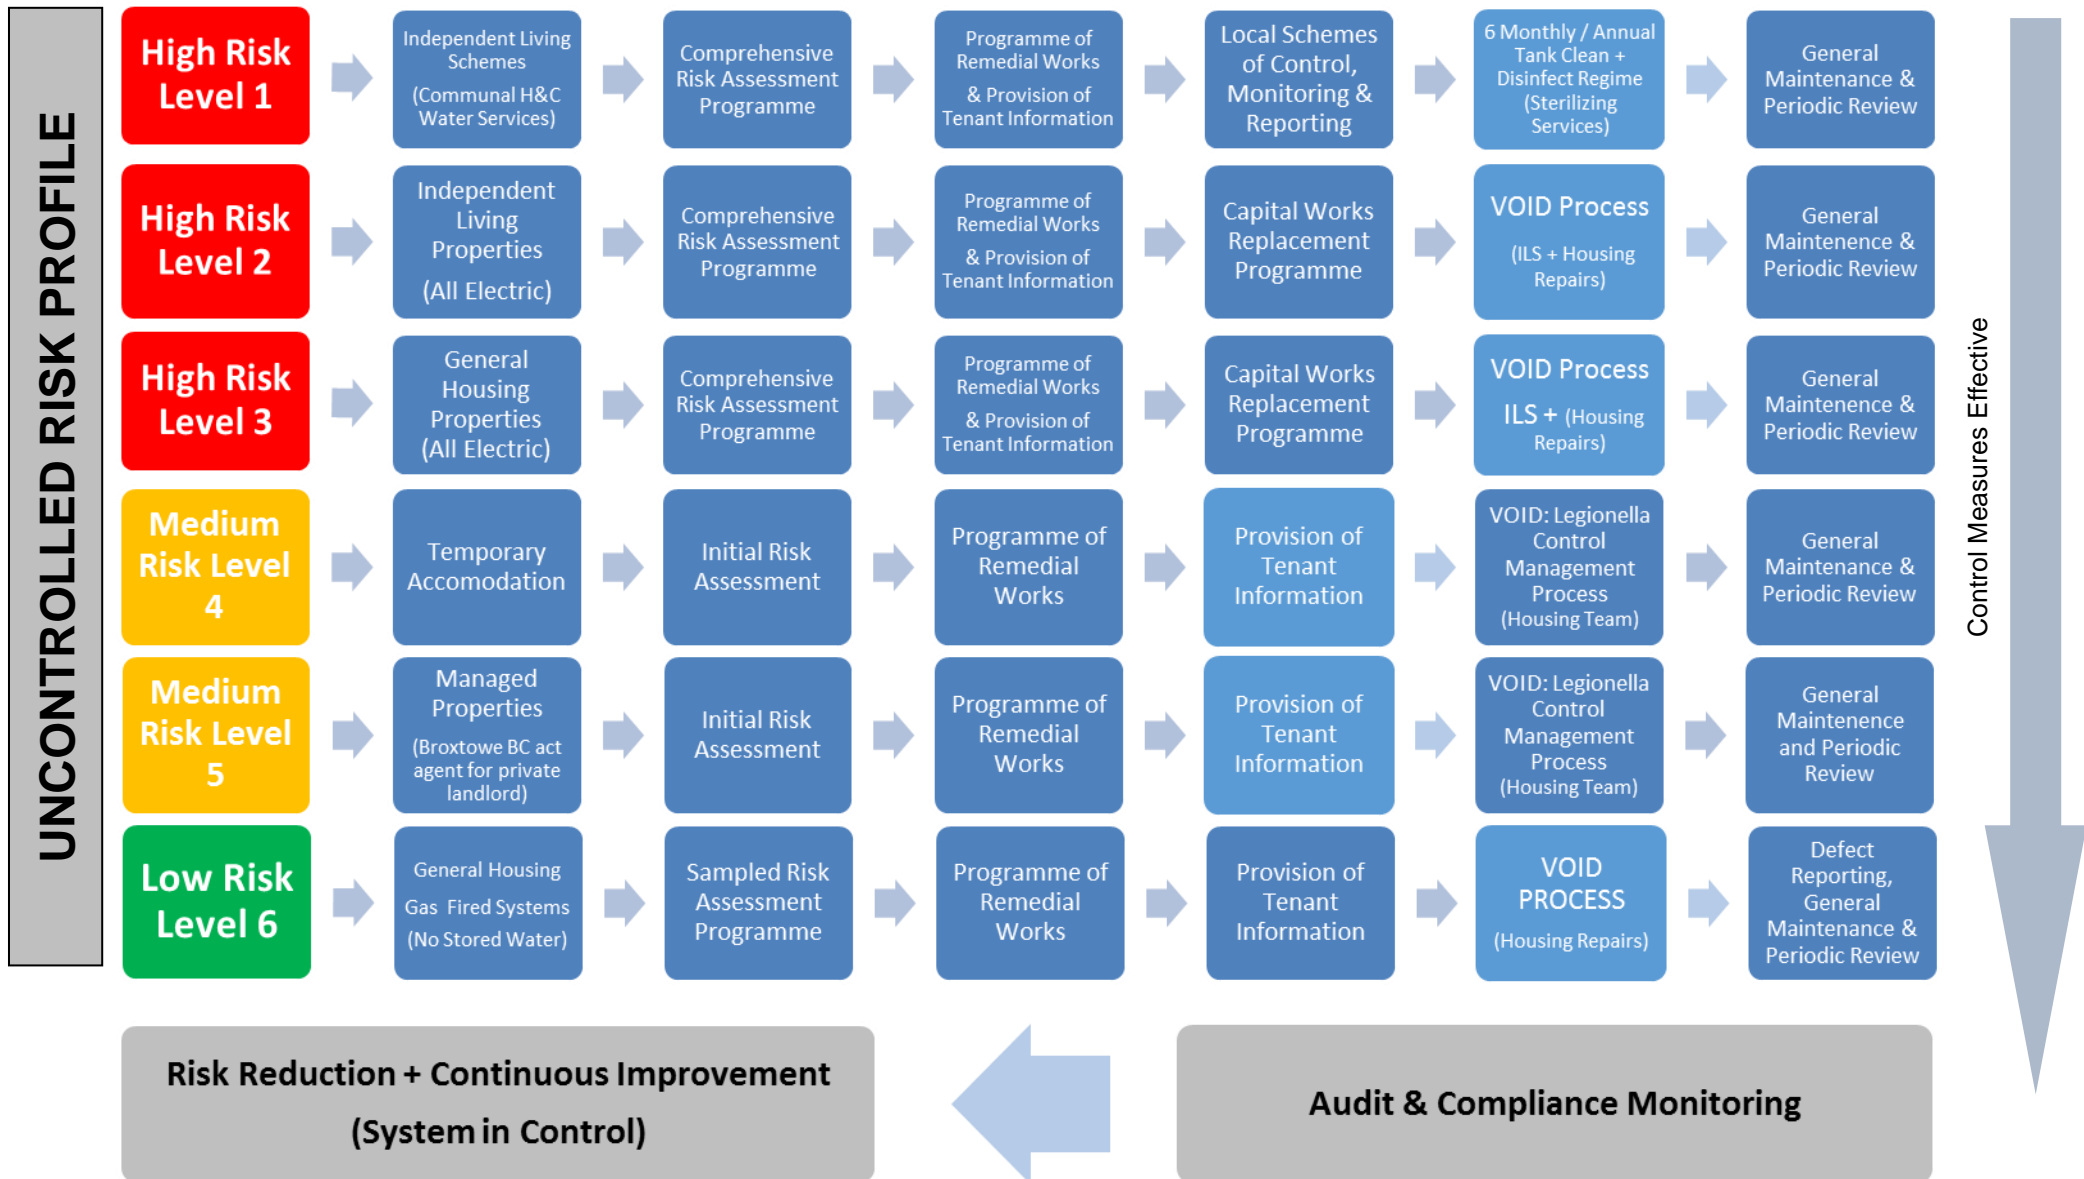 UNCONTROLLED RISK PROFILE
High Risk
Level 1
Independent Living
Schemes
(Communal H&C
Water Services)
Comprehensive
Risk Assessment
Programme
Programme of
Remedial Works
& Provision of
Tenant Information
Local Schemes
of Control,
Monitoring &
Reporting
6 Monthly / Annual
Tank Clean +
Disinfect Regime
(Sterilizing
Services)
General
Maintenance &
Periodic Review
High Risk
Level 2
Independent
Living
Properties
(All Electric)
Comprehensive
Risk Assessment
Programme
Programme of
Remedial Works
& Provision of
Tenant Information
Capital Works
Replacement
Programme
VOID Process
(ILS + Housing
Repairs)
General
Maintenence &
Periodic Review
High Risk
Level 3
General
Housing
Properties
(All Electric)
Comprehensive
Risk Assessment
Programme
Programme of
Remedial Works
& Provision of
Tenant Information
Capital Works
Replacement
Programme
VOID Process
ILS + (Housing
Repairs)
General
Maintenence &
Periodic Review
Medium
Risk Level
4
Temporary
Accomodation
Initial Risk
Assessment
Programme of
Remedial
Works
Provision of
Tenant
Information
VOID: Legionella
Control
Management
Process
(Housing Team)
General
Maintenance &
Periodic Review
Medium
Risk Level
5
Managed
Properties
(Broxtowe BC act
agent for private
landlord)
Initial Risk
Assessment
Programme of
Remedial
Works
Provision of
Tenant
Information
VOID: Legionella
Control
Management
Process
(Housing Team)
General
Maintenence
and Periodic
Review
Low Risk
Level 6
General Housing
Gas Fired Systems
(No Stored Water)
Sampled Risk
Assessment
Programme
Programme of
Remedial
Works
Provision of
Tenant
Information
VOID
PROCESS
(Housing Repairs)
Defect
Reporting,
General
Maintenance &
Periodic Review
Control Measures Effective
Risk Reduction + Continuous Improvement
(System in Control)
Audit & Compliance Monitoring